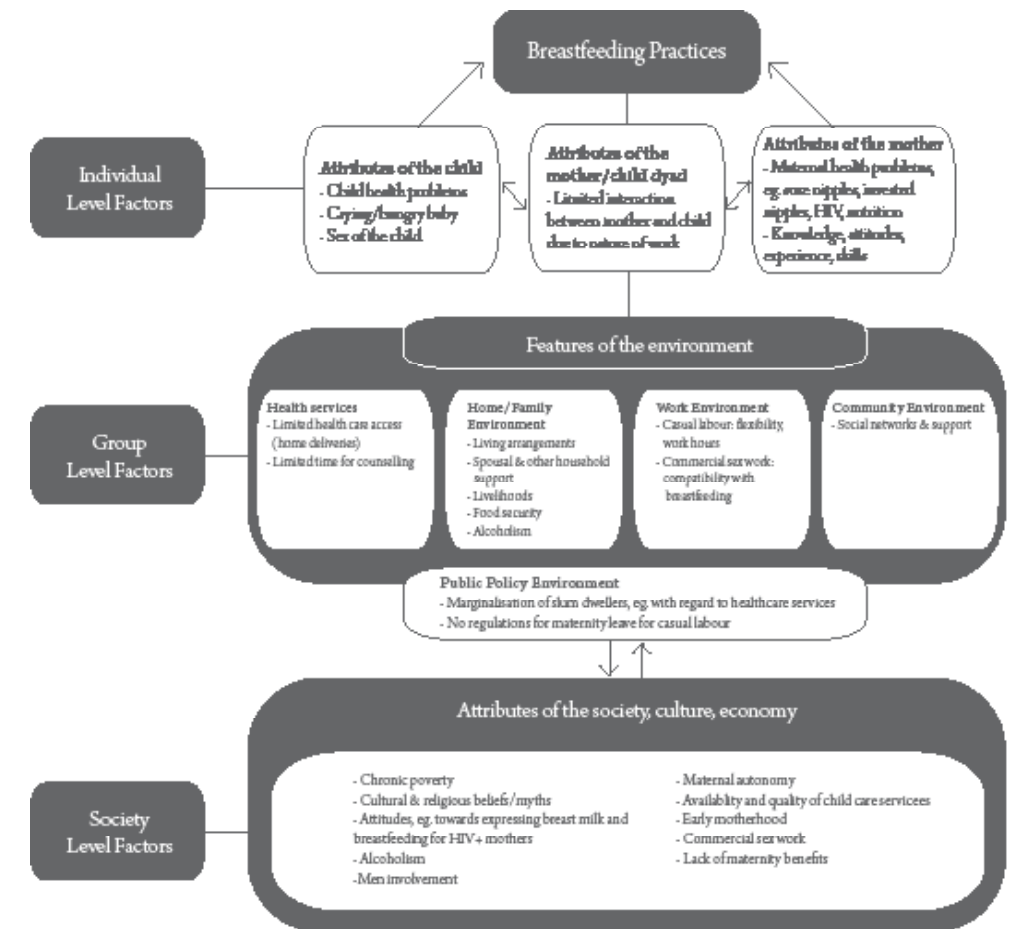 Breastfeeding Practices
Individual
Level Factors
Attributes of the child
- Child health problems
- Crying/hungry baby
- Sex of the child
Attributes of the
mother/child dyad
- Limited interaction
between mother and child
due to nature of work
Attributes of the mother
- Maternal health problems,
eg. sore nipples, inverted
nipples, HIV, nutrition
- Knowledge, attitudes,
experience, skills
Features of the environment
Group
Level Factors
Health services
- Limited health care access
(home deliveries)
- Limited time for counselling
Home/Family
Environment
- Living arrangements
- Spousal & other household
support
- Livelihoods
- Food security
- Alcoholism
Work Environment
- Casual labour: flexibility,
work hours
- Commercial sex work:
compatibility with
breastfeeding
Community Environment
- Social networks & support
Public Policy Environment
- Marginalisation of slum dwellers, eg. with regard to healthcare services
- No regulations for maternity leave for casual labour
Attributes of the society, culture, economy
Society
Level Factors
- Chronic poverty
- Cultural & religious beliefs/myths
- Attitudes, eg. towards expressing breast milk and
breastfeeding for HIV+ mothers
- Alcoholism
-Men involvement
- Maternal autonomy
- Availablity and quality of child care servicees
- Early motherhood
- Commercial sex work
- Lack of maternity benefits